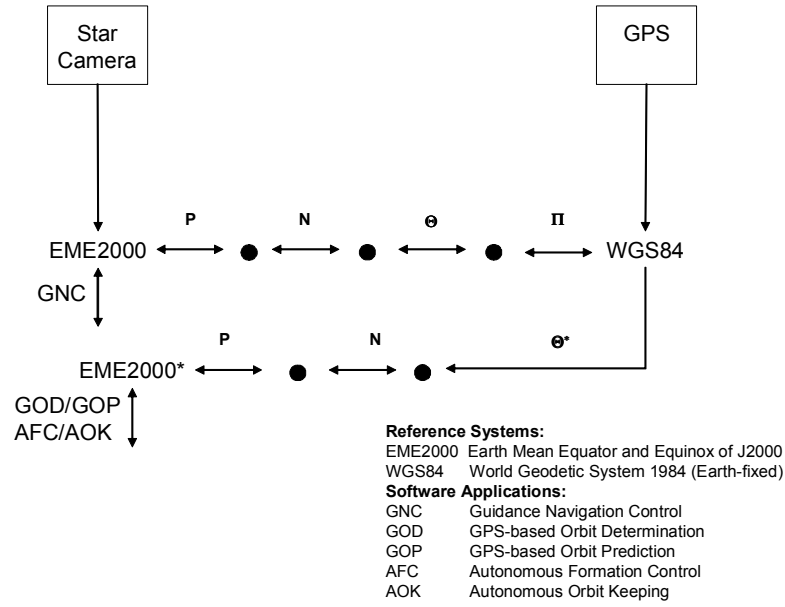 Star
Camera
GPS
P N Θ Π
EME2000 WGS84
GNC
P N Θ*
EME2000*
GOD/GOP
AFC/AOK
Reference Systems:
EME2000 Earth Mean Equator and Equinox of J2000
WGS84 World Geodetic System 1984 (Earth-fixed)
Software Applications:
GNC Guidance Navigation Control
GOD GPS-based Orbit Determination
GOP GPS-based Orbit Prediction
AFC Autonomous Formation Control
AOK Autonomous Orbit Keeping